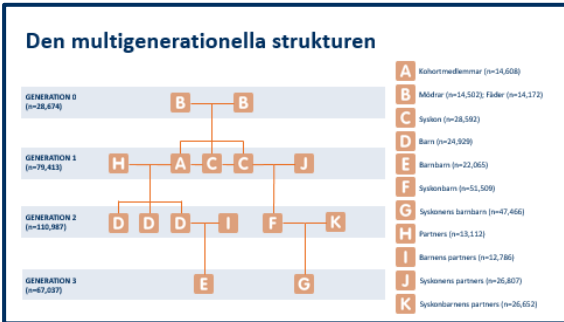 Den multigenerationella strukturen
GENERATION 0
(n=28,674)
B B
GENERATION 1
(n=79,413)
H A C C J
GENERATION 2
(n=110,987)
D D D I F K
GENERATION 3
(n=67,037)
E G
A Kohortmedlemmar (n=14,608)
B Mödrar (n=14,502); Fäder (n=14,172)
C Syskon (n=28,592)
D Barn (n=24,929)
E Barnbarn (n=22,065)
F Syskonbarn (n=51,509)
G Syskonens barnbarn (n=47,466)
H Partners (n=13,112)
I Barnens partners (n=12,786)
J Syskonens partners (n=26,807)
K Syskonbarnens partners (n=26,652)